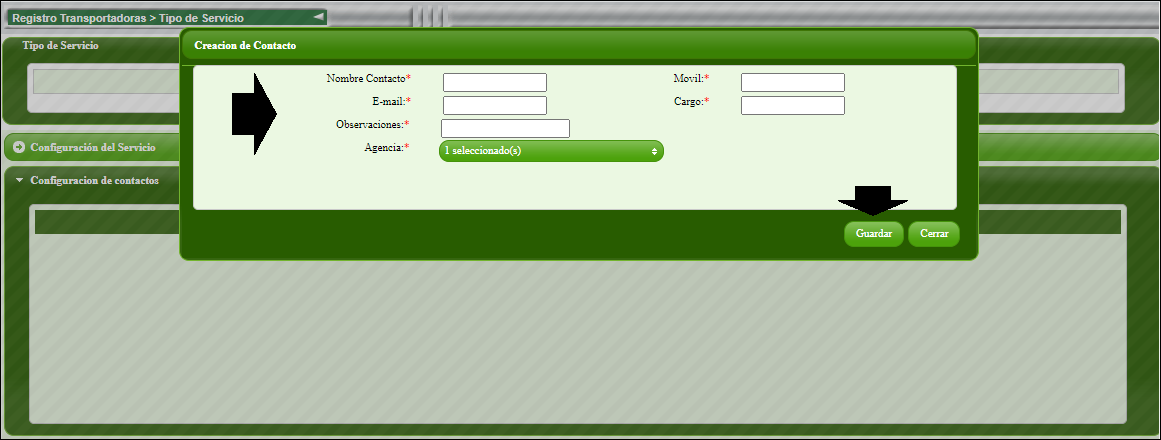 Registro Transportadoras > Tipo de Servicio
Tipo de Servicio
Creacion de Contacto
Nombre Contacto* Movil:*
E-mail:* Cargo:*
Observaciones:*
Agencia:* 1 seleccionado(s)
Configuración del Servicio
Configuracion de contactos
Guardar Cerrar